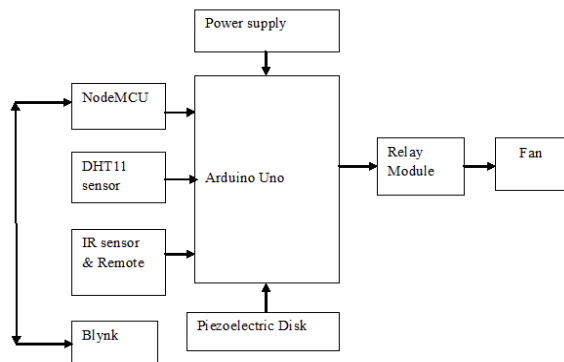 Power supply
NodeMCU
DHT11
sensor
Arduino Uno
Relay
Module
Fan
IR sensor
& Remote
Piezoelectric Disk
Blynk